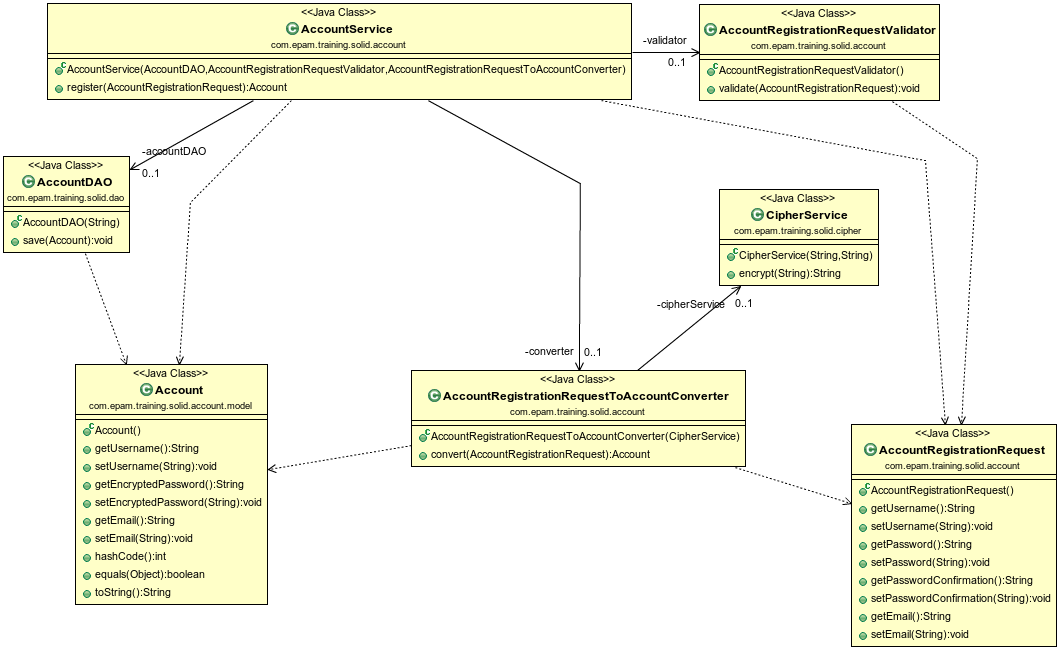 <<Java Class>>
AccountService
com.epam.training.solid.account
AccountService(AccountDAO,AccountRegistrationRequestValidator,AccountRegistrationRequestToAccountConverter)
register(AccountRegistrationRequest):Account
-validator
0..1
<<Java Class>>
AccountRegistrationRequestValidator
com.epam.training.solid.account
AccountRegistrationRequestValidator()
validate(AccountRegistrationRequest):void
-accountDAO
0..1
<<Java Class>>
AccountDAO
com.epam.training.solid.dao
AccountDAO(String)
save(Account):void
<<Java Class>>
CipherService
com.epam.training.solid.cipher
CipherService(String,String)
encrypt(String):String
-cipherService
0..1
-converter
0..1
<<Java Class>>
Account
com.epam.training.solid.account.model
Account()
getUsername():String
setUsername(String):void
getEncryptedPassword():String
setEncryptedPassword(String):void
getEmail():String
setEmail(String):void
hashCode():int
equals(Object):boolean
toString():String
<<Java Class>>
AccountRegistrationRequestToAccountConverter
com.epam.training.solid.account
AccountRegistrationRequestToAccountConverter(CipherService)
convert(AccountRegistrationRequest):Account
<<Java Class>>
AccountRegistrationRequest
com.epam.training.solid.account
AccountRegistrationRequest()
getUsername():String
setUsername(String):void
getPassword():String
setPassword(String):void
getPasswordConfirmation():String
setPasswordConfirmation(String):void
getEmail():String
setEmail(String):void